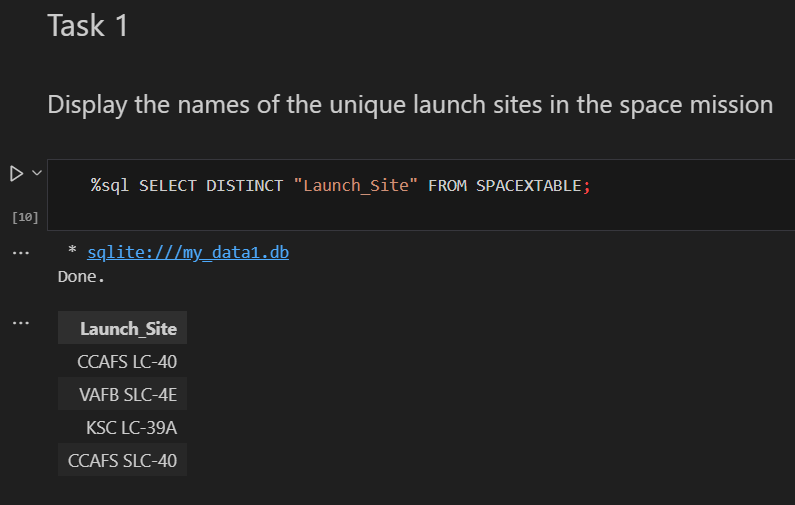 Task 1
Display the names of the unique launch sites in the space mission
%sql SELECT DISTINCT "Launch_Site" FROM SPACEXTABLE;
[10]
* sqlite:///my_data1.db
Done.
Launch_Site
CCAFS LC-40
VAFB SLC-4E
KSC LC-39A
CCAFS SLC-40